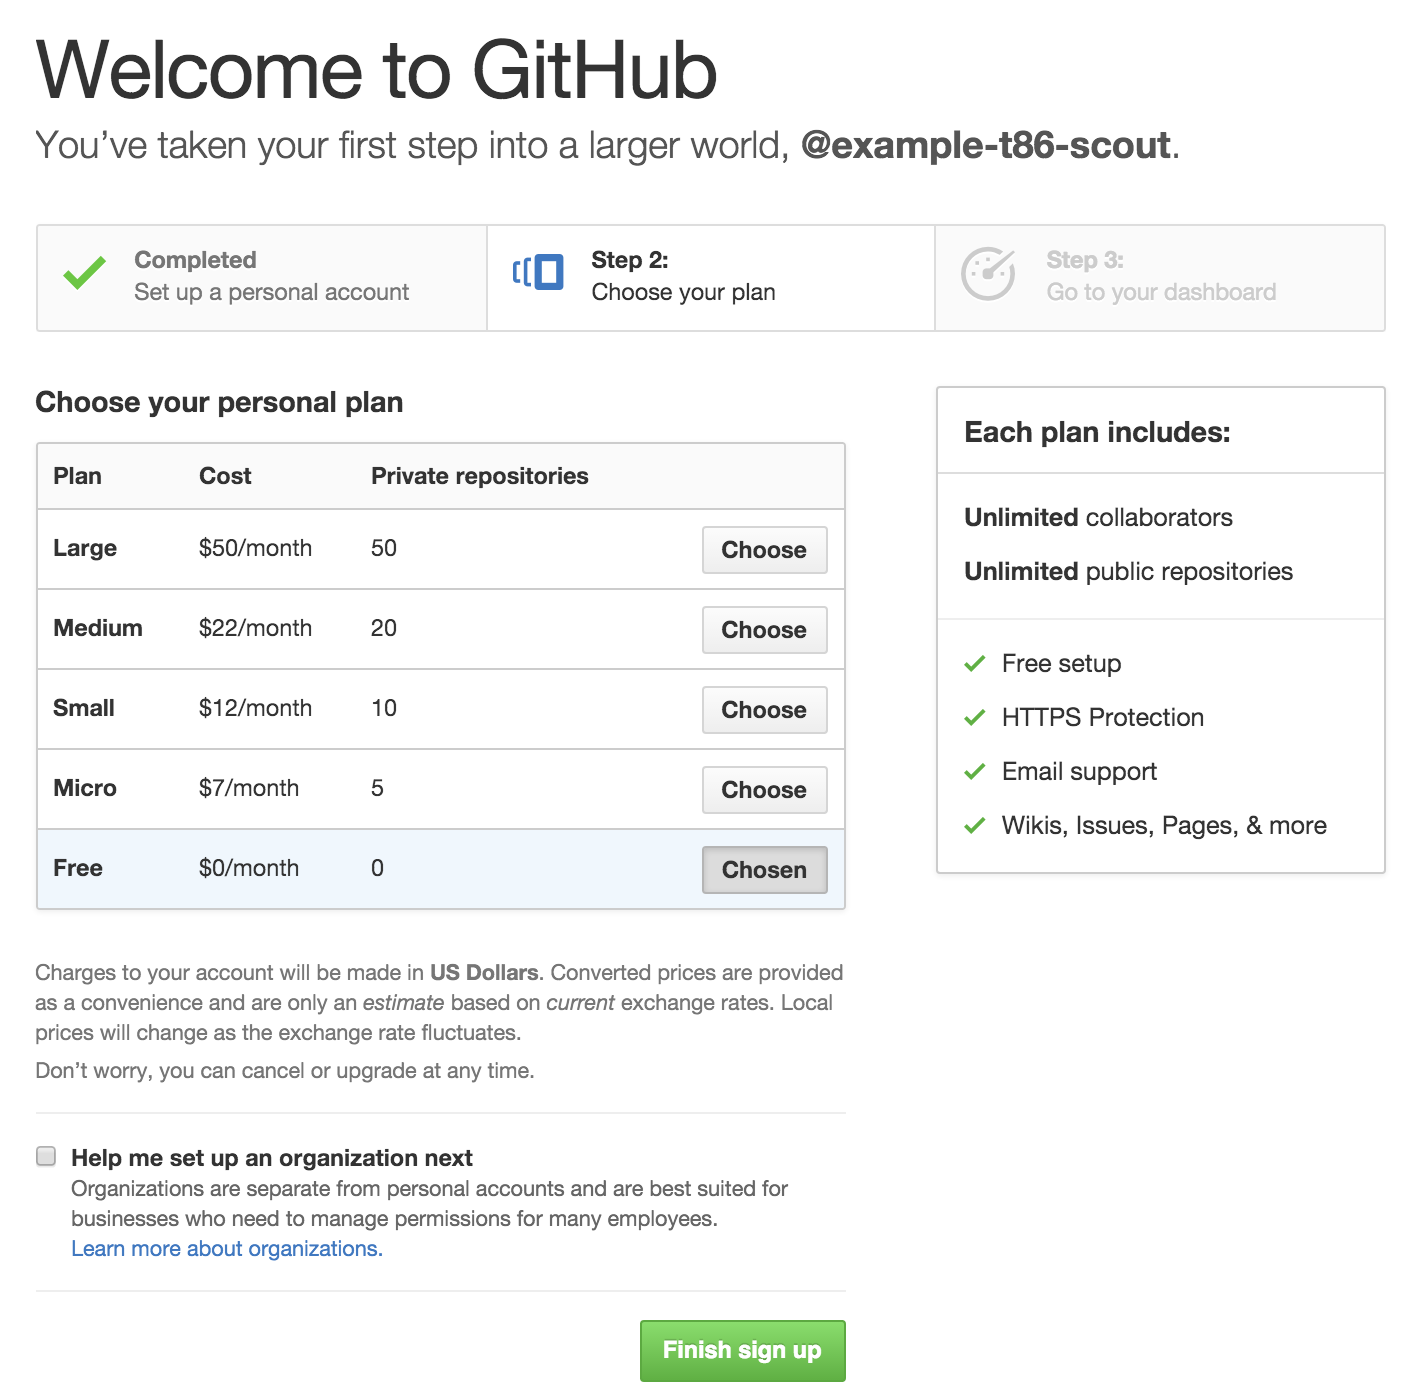 Welcome to GitHub
You’ve taken your first step into a larger world, @example-t86-scout.
Completed
Set up a personal account
Step 2:
Choose your plan
Step 3:
Go to your dashboard
Choose your personal plan
Plan Cost Private repositories
Large $50/month 50 Choose
Medium $22/month 20 Choose
Small $12/month 10 Choose
Micro $7/month 5 Choose
Free $0/month 0 Chosen
Charges to your account will be made in US Dollars. Converted prices are provided
as a convenience and are only an estimate based on current exchange rates. Local
prices will change as the exchange rate fluctuates.
Don’t worry, you can cancel or upgrade at any time.
Help me set up an organization next
Organizations are separate from personal accounts and are best suited for
businesses who need to manage permissions for many employees.
Learn more about organizations.
Finish sign up
Each plan includes:
Unlimited collaborators
Unlimited public repositories
Free setup
HTTPS Protection
Email support
Wikis, Issues, Pages, & more